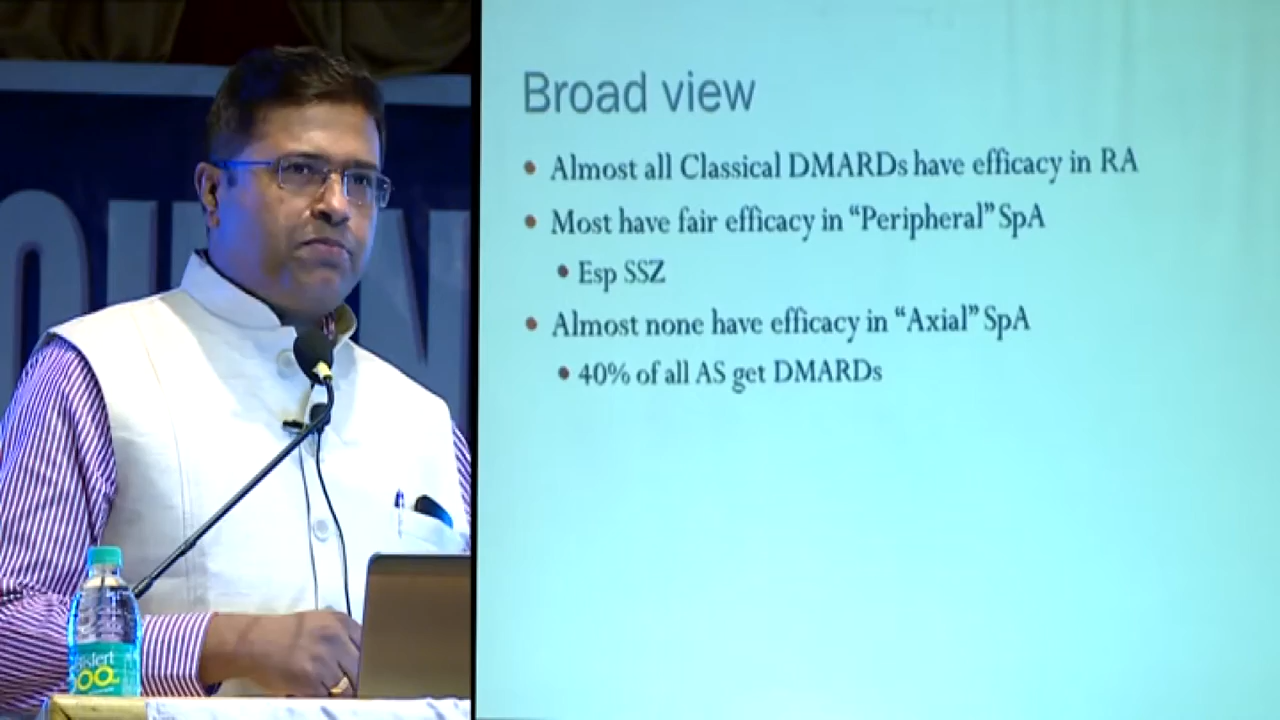 Broad view
• Almost all Classical DMARDs have efficacy in RA
• Most have fair efficacy in “Peripheral” SpA
• Esp SSZ
• Almost none have efficacy in “Axial” SpA
• 40% of all AS get DMARDs